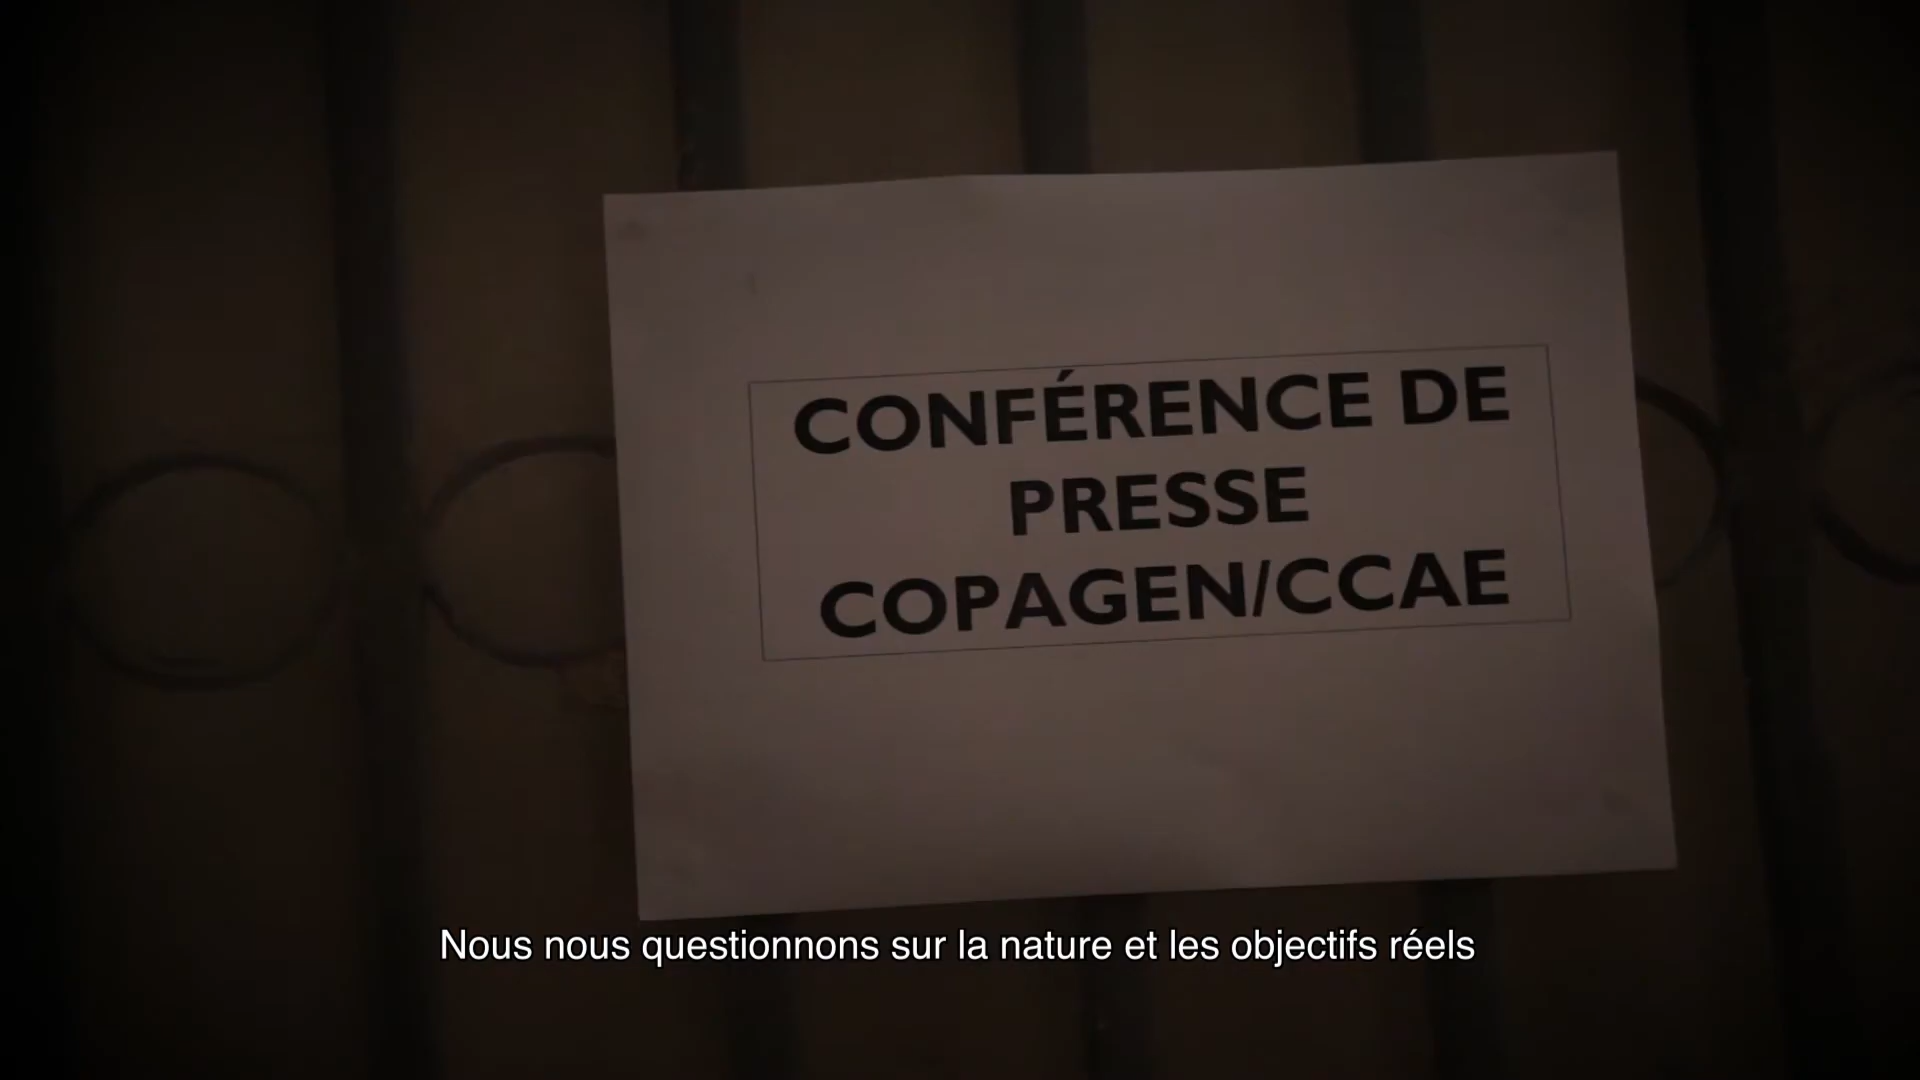 CONFÉRENCE DE
PRESSE
COPAGEN/CCAE
Nous nous questionnons sur la nature et les objectifs réels